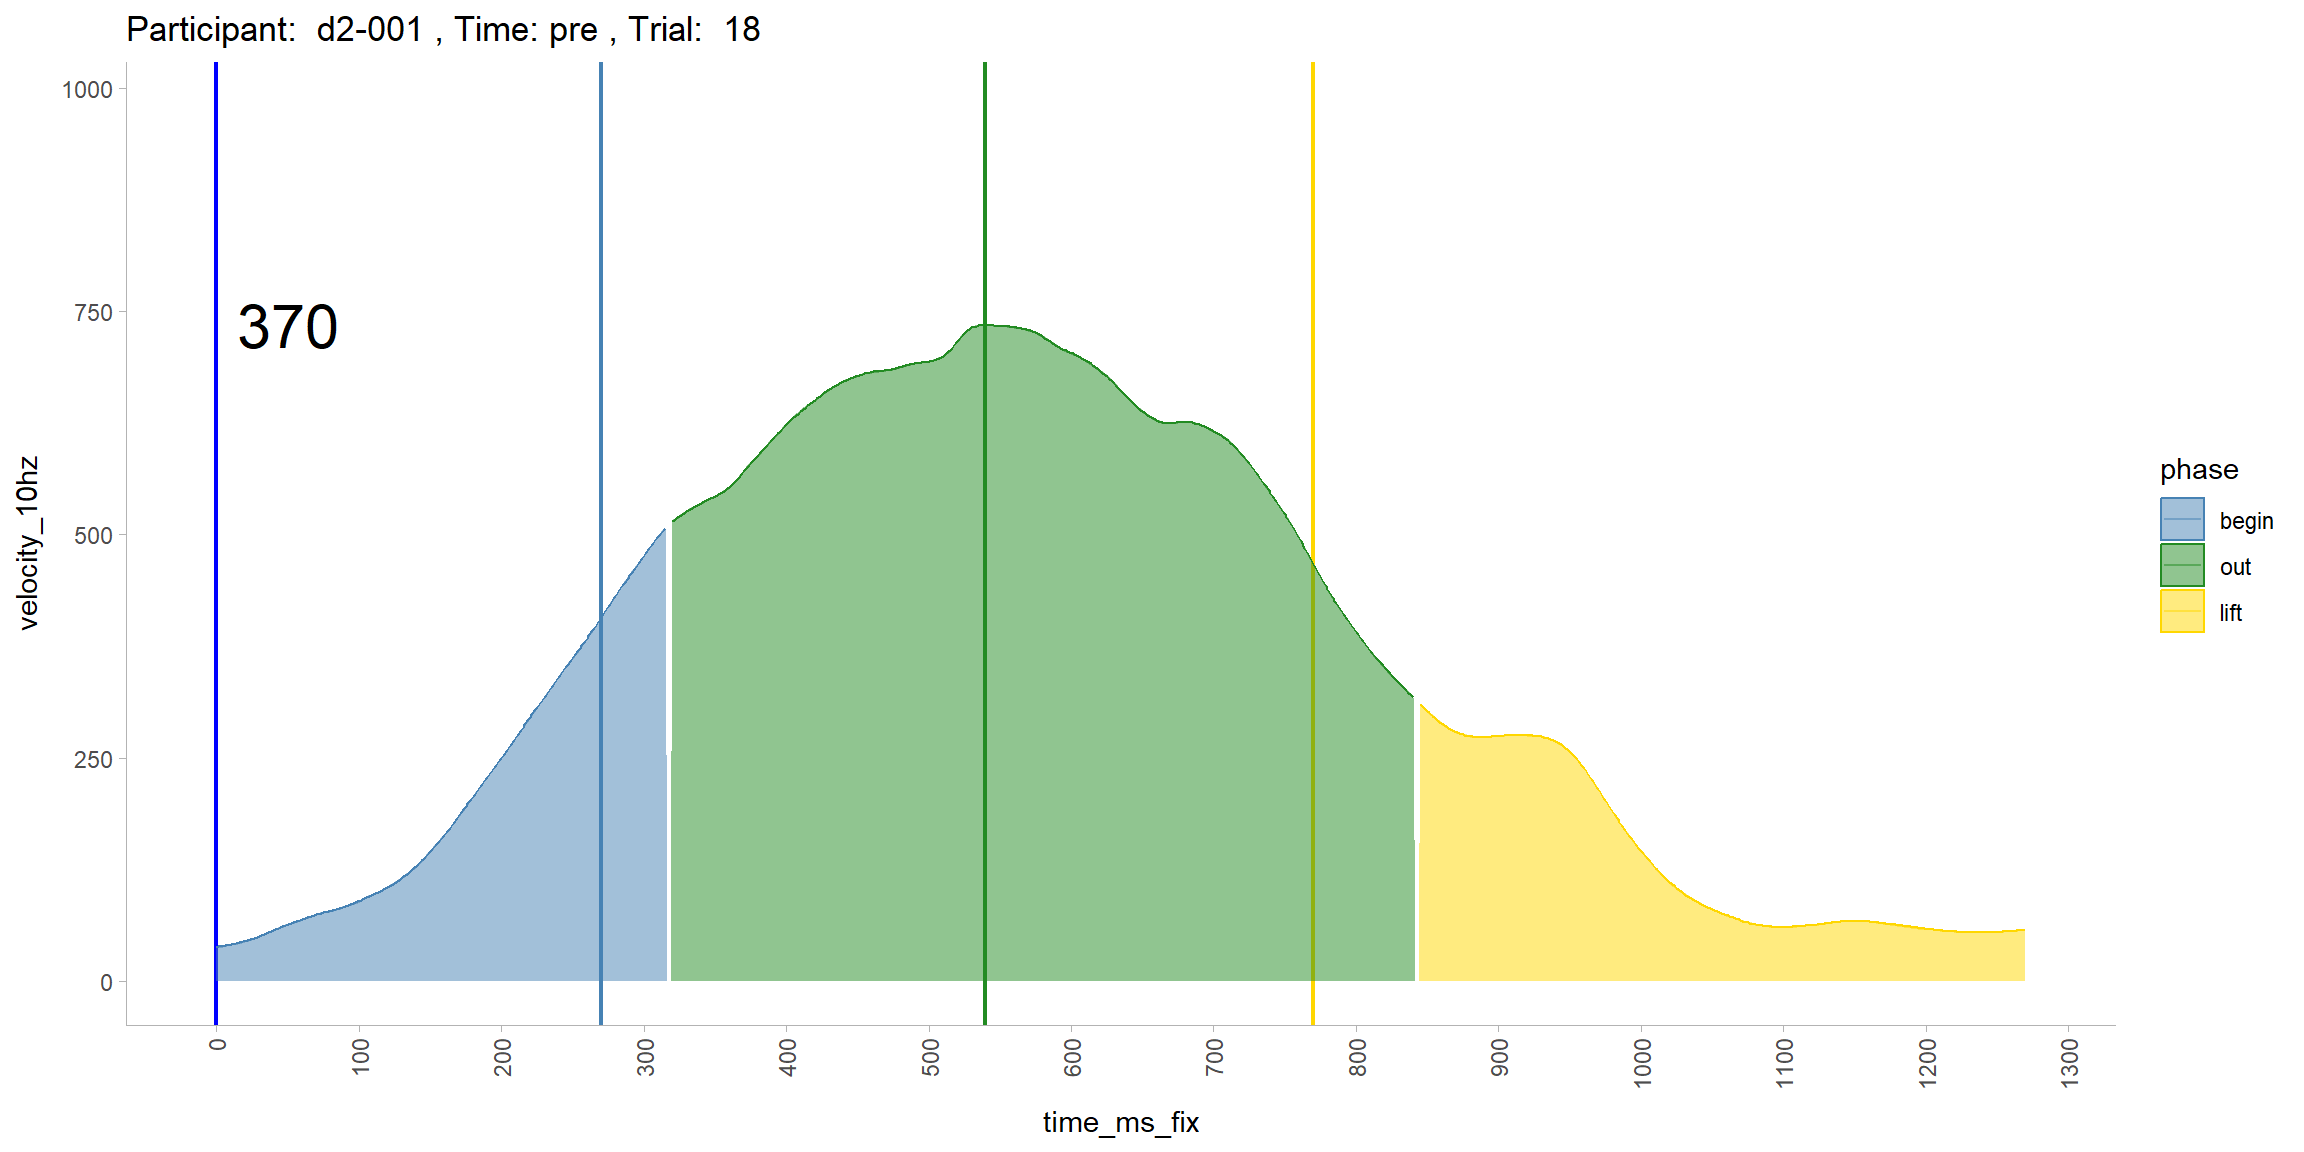 Participant:  d2-001 , Time: pre , Trial:  18
1000
750
500
250
0
370
velocity_10hz
0
100
200
300
400
500
600
700
800
900
1000
1100
1200
1300
time_ms_fix
phase
begin
out
lift